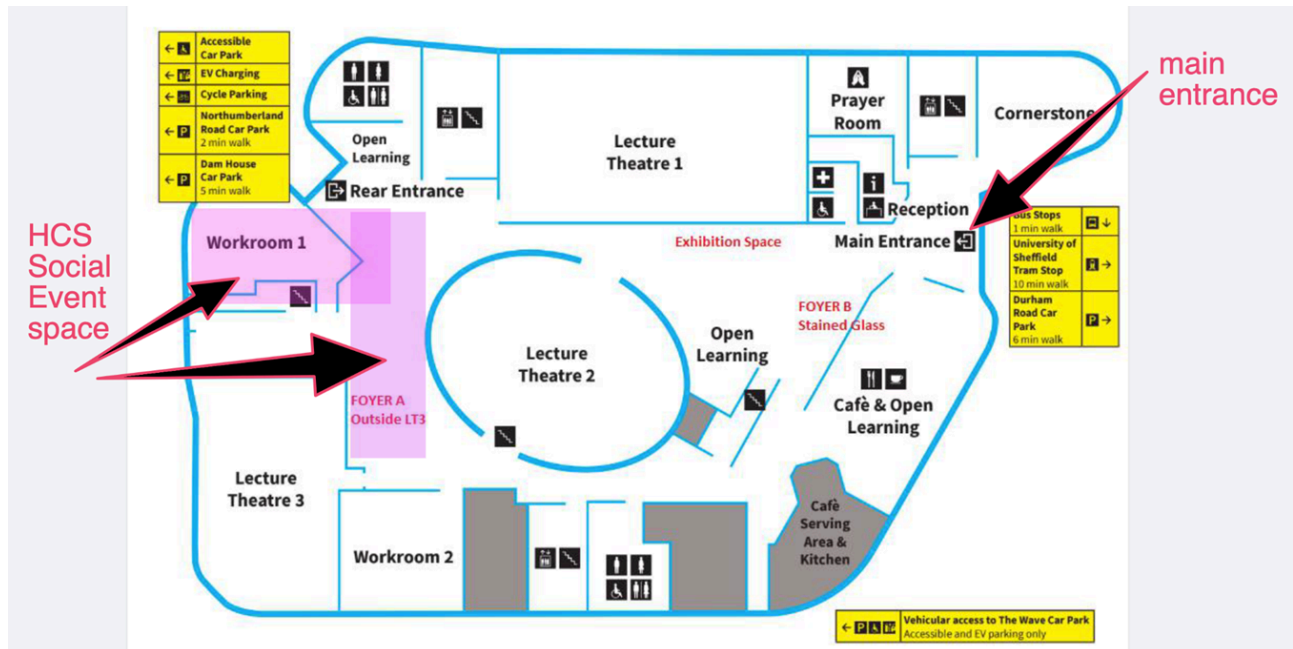 Accessible
Car Park
EV Charging
Cycle Parking
Northumberland
Road Car Park
2 min walk
Dam House
Car Park
5 min walk
HCS
Social
Event
space
main
entrance
Open
Learning
Rear Entrance
Lecture
Theatre 1
Prayer
Room
Cornerstone
Reception
Main Entrance
Exhibition Space
Workroom 1
Bus Stops
1 min walk
University of
Sheffield
Tram Stop
10 min walk
Durham
Road Car
Park
6 min walk
FOYER B
Stained Glass
Open
Learning
Lecture
Theatre 2
FOYER A
Outside LT3
Cafè & Open
Learning
Lecture
Theatre 3
Workroom 2
Cafè
Serving
Area &
Kitchen
Vehicular access to The Wave Car Park
Accessible and EV parking only